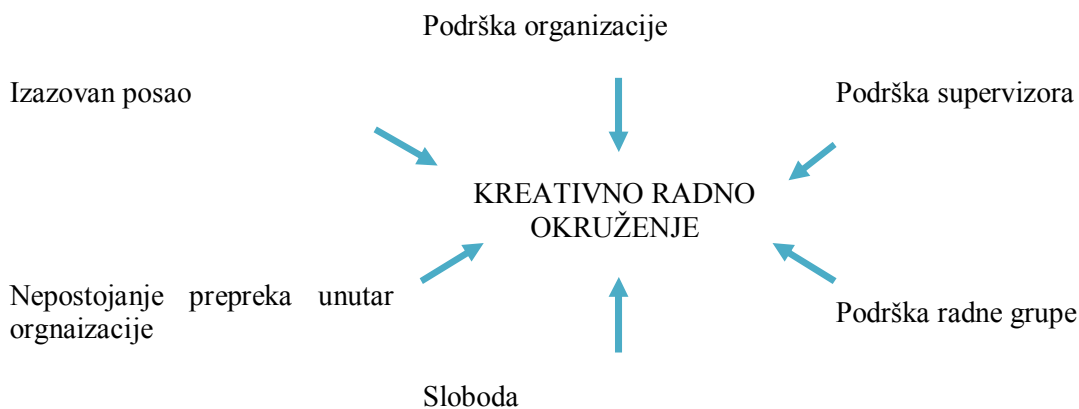 Podrška organizacije
Izazovan posao
Podrška supervizora
KREATIVNO RADNO
OKRUŽENJE
Nepostojanje prepreka unutar
orgnaizacije
Podrška radne grupe
Sloboda